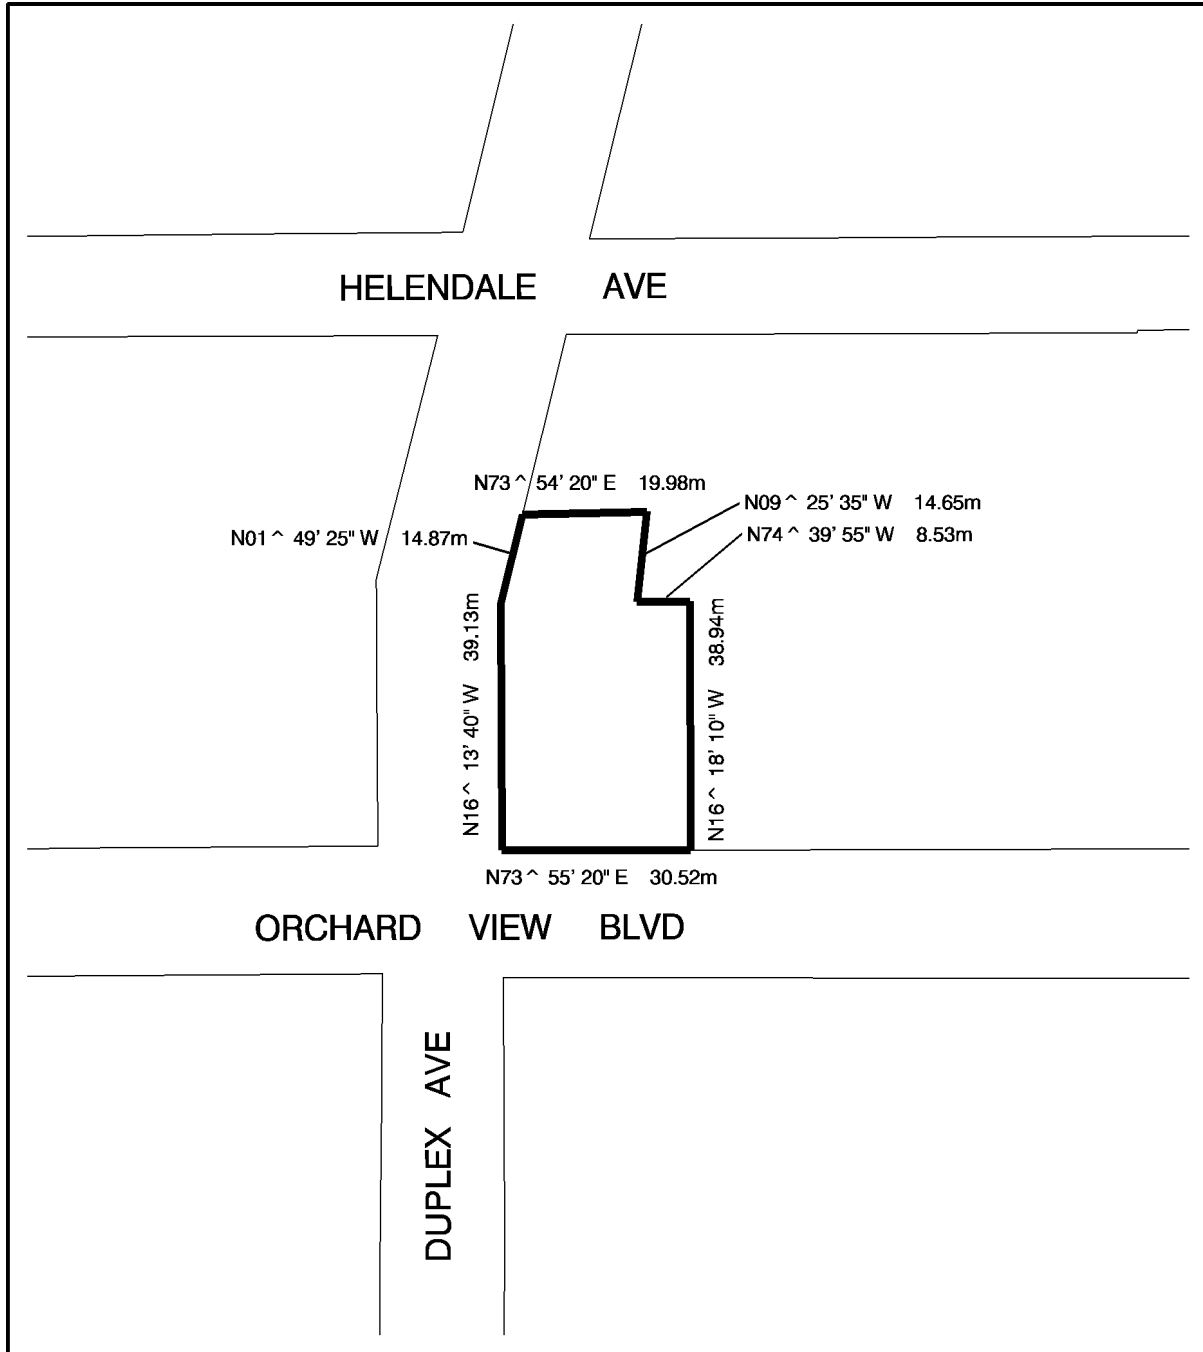 HELENDALE AVE
N73 ^ 54' 20" E 19.98m
N09 ^ 25' 35" W 14.65m
N01 ^ 49' 25" W 14.87m
N74 ^ 39' 55" W 8.53m
N16 ^ 13' 40" W 39.13m
N16 ^ 18' 10" W 38.94m
N73 ^ 55' 20" E 30.52m
ORCHARD VIEW BLVD
DUPLEX AVE